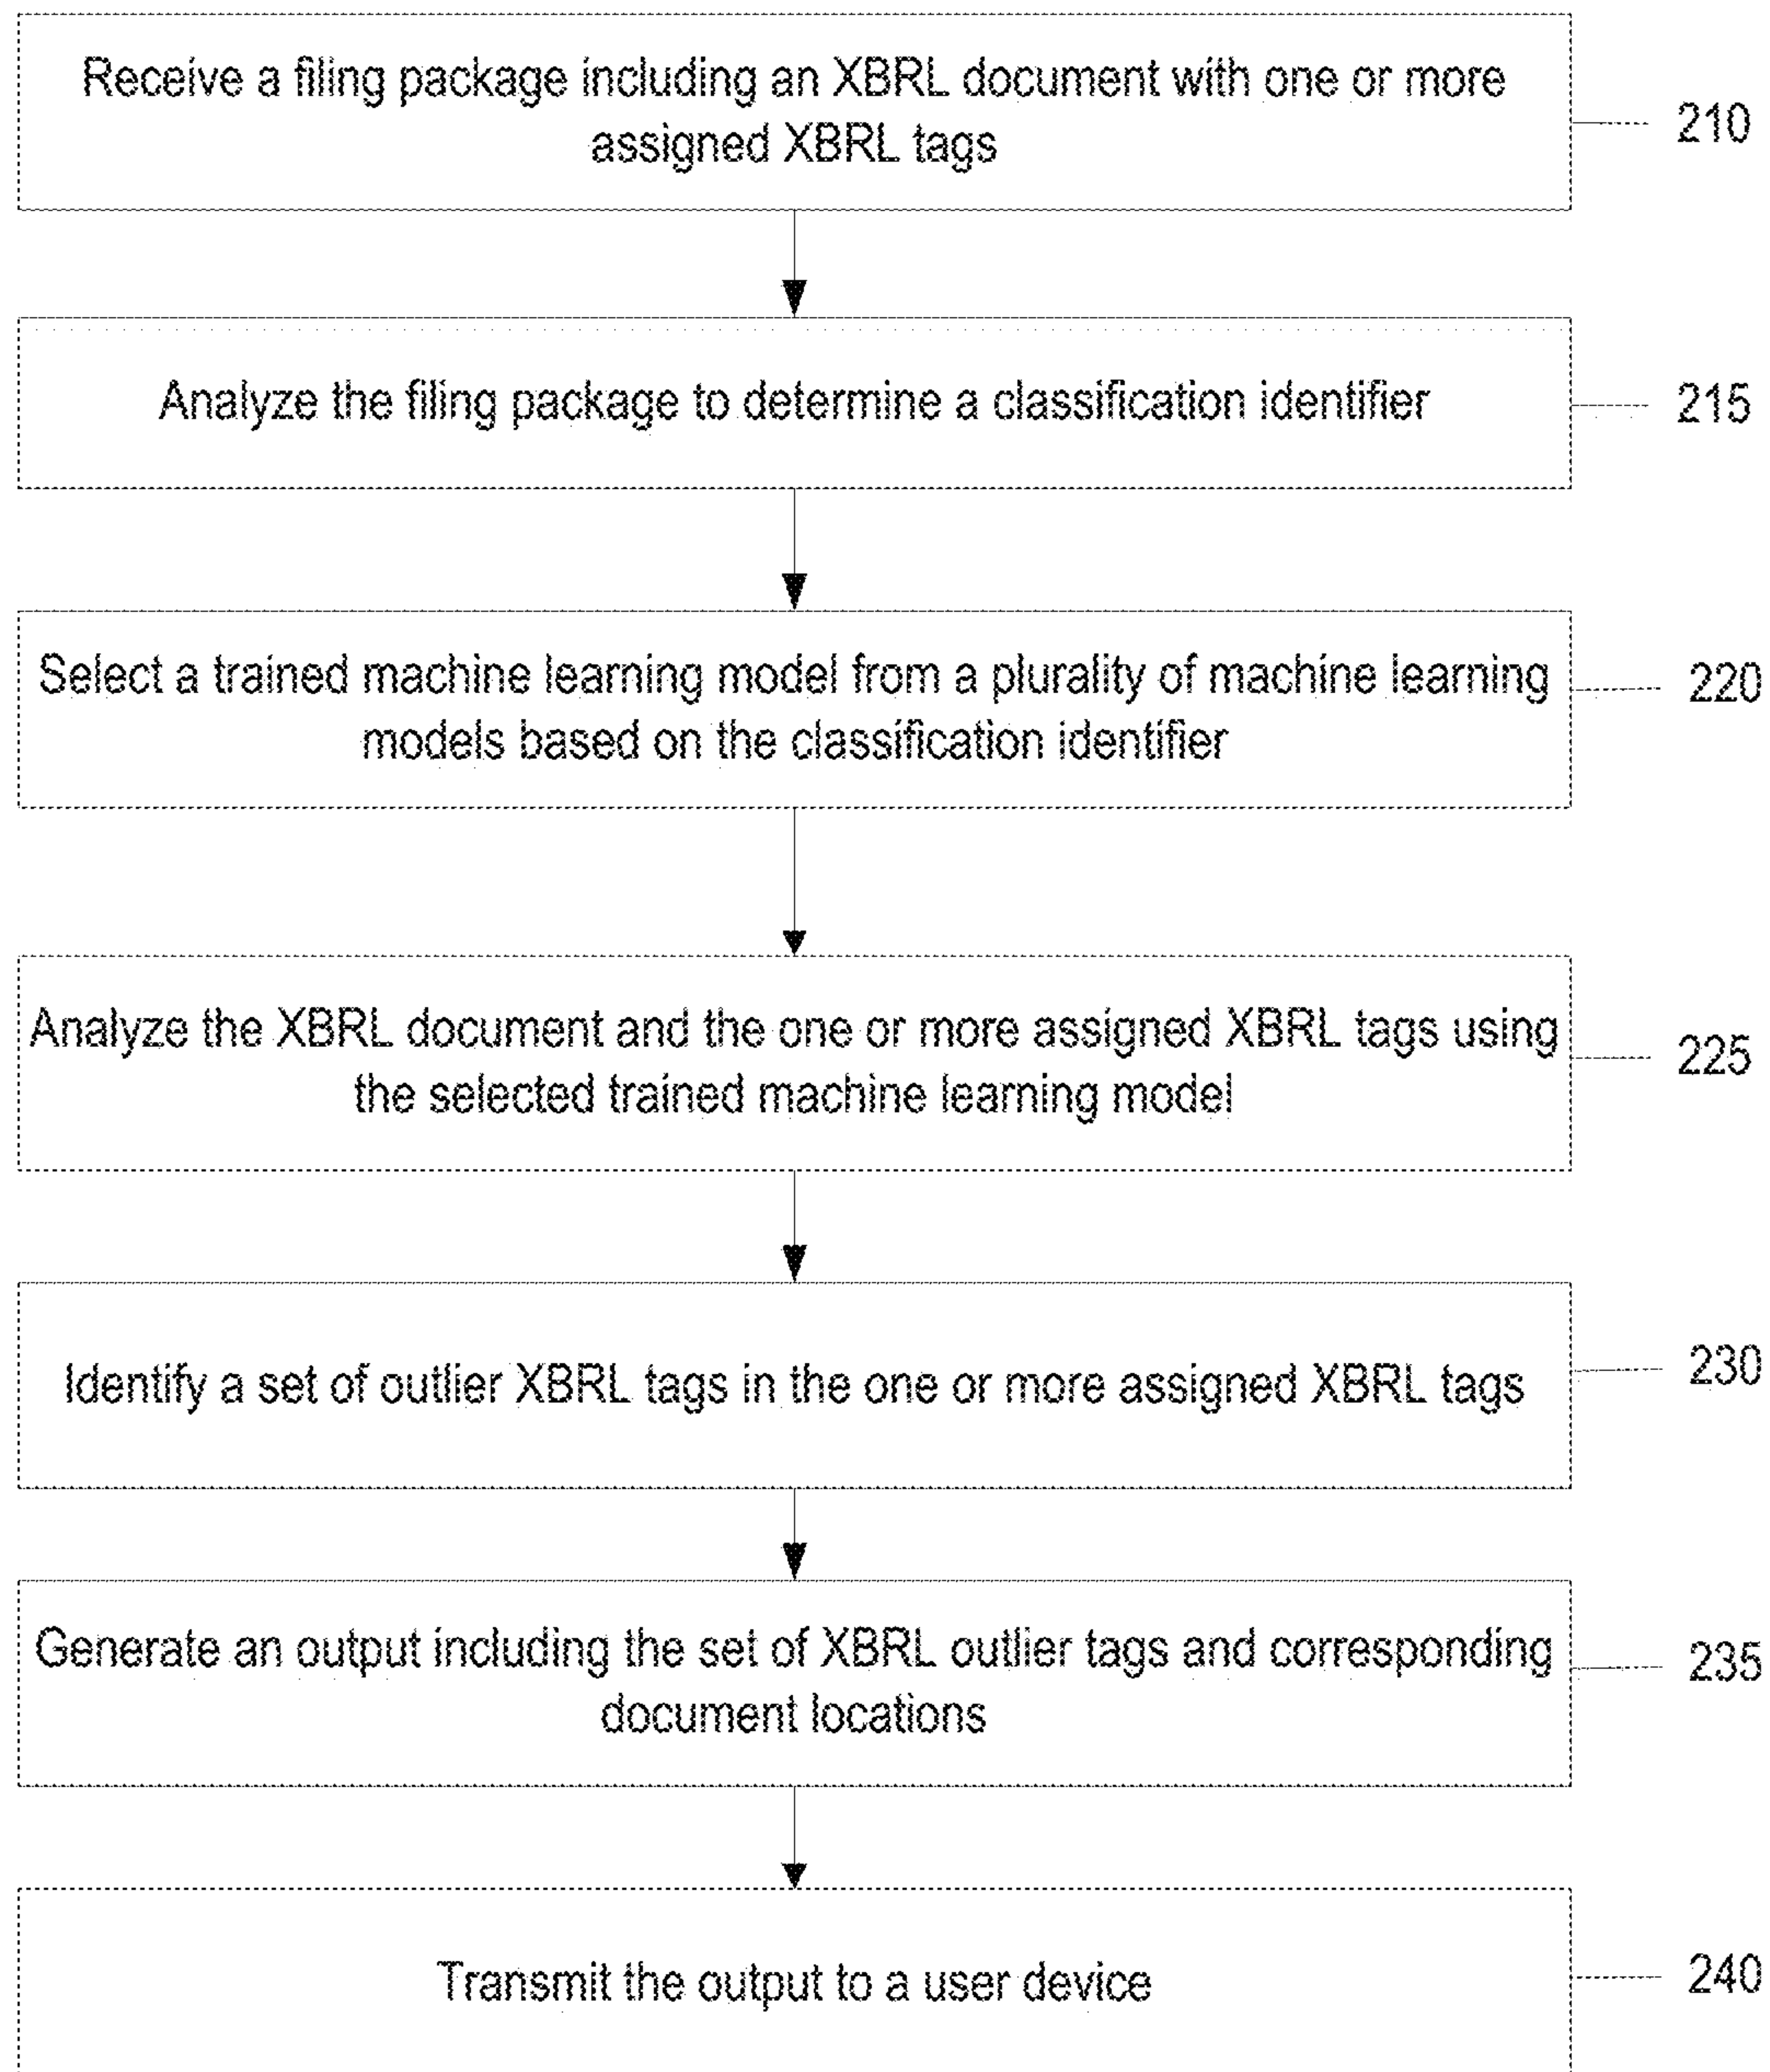 Receive a filing package including an XBRL document with one or more
assigned XBRL tags
210
Analyze the filing package to determine a classification identifier
215
Select a trained machine learning model from a plurality of machine learning
models based on the classification identifier
220
Analyze the XBRL document and the one or more assigned XBRL tags using
the selected trained machine learning model
225
Identify a set of outlier XBRL tags in the one or more assigned XBRL tags
230
Generate an output including the set of XBRL outlier tags and corresponding
document locations
235
Transmit the output to a user device
240